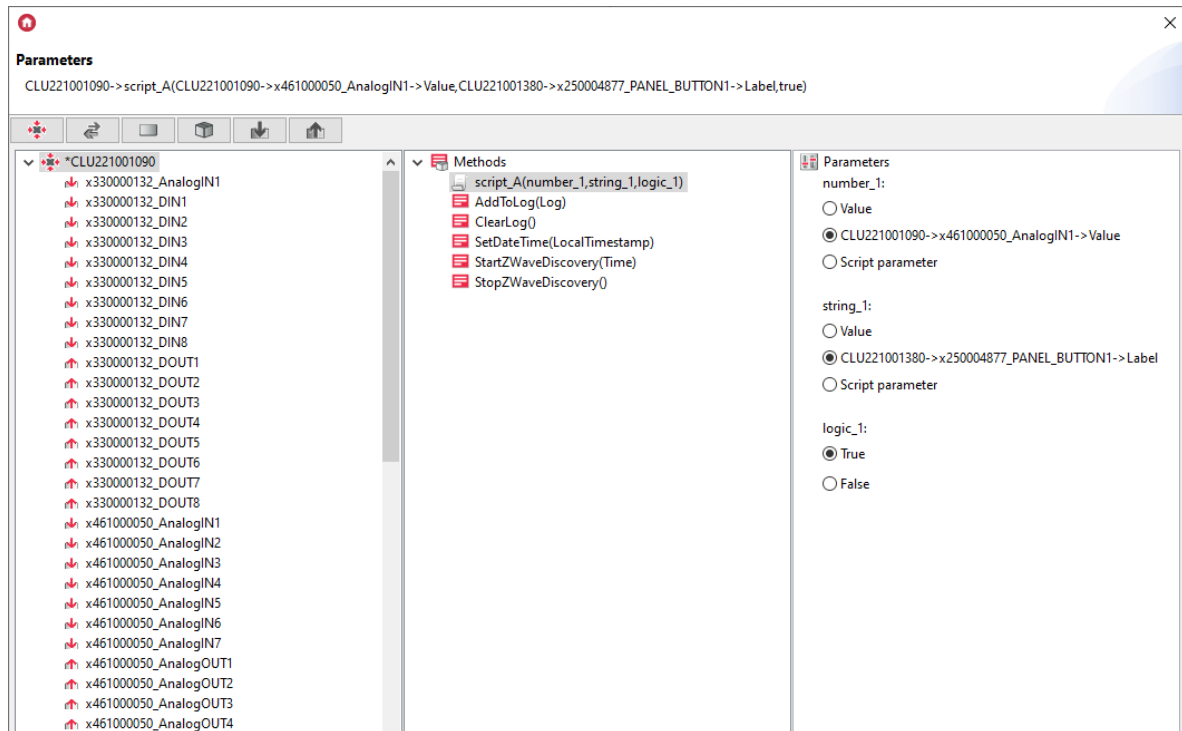 Parameters
CLU221001090->script_A(CLU221001090->x461000050_AnalogIN1->Value,CLU221001380->x250004877_PANEL_BUTTON1->Label,true)
*CLU221001090
x330000132_AnalogIN1
x330000132_DIN1
x330000132_DIN2
x330000132_DIN3
x330000132_DIN4
x330000132_DIN5
x330000132_DIN6
x330000132_DIN7
x330000132_DIN8
x330000132_DOUT1
x330000132_DOUT2
x330000132_DOUT3
x330000132_DOUT4
x330000132_DOUT5
x330000132_DOUT6
x330000132_DOUT7
x330000132_DOUT8
x461000050_AnalogIN1
x461000050_AnalogIN2
x461000050_AnalogIN3
x461000050_AnalogIN4
x461000050_AnalogIN5
x461000050_AnalogIN6
x461000050_AnalogIN7
x461000050_AnalogOUT1
x461000050_AnalogOUT2
x461000050_AnalogOUT3
x461000050_AnalogOUT4
Methods
script_A(number_1,string_1,logic_1)
AddToLog(Log)
ClearLog()
SetDateTime(LocalTimestamp)
StartZWaveDiscovery(Time)
StopZWaveDiscovery()
Parameters
number_1:
Value
CLU221001090->x461000050_AnalogIN1->Value
Script parameter
string_1:
Value
CLU221001380->x250004877_PANEL_BUTTON1->Label
Script parameter
logic_1:
True
False